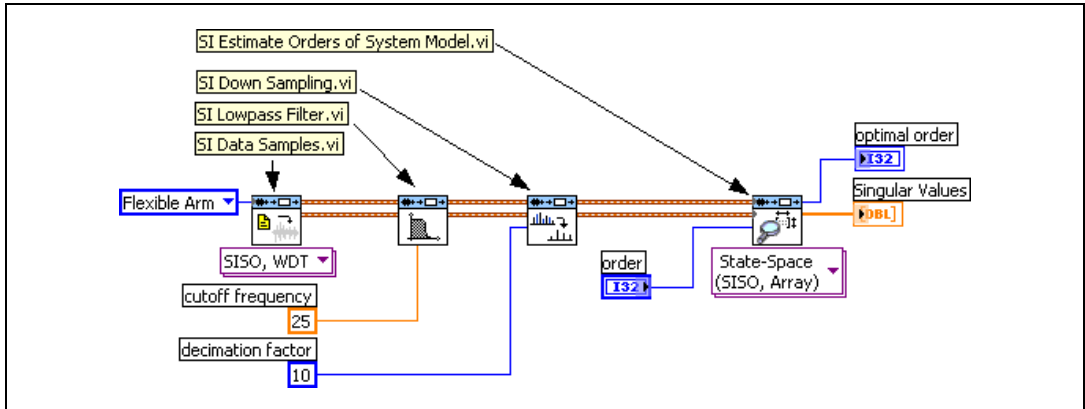 SI Estimate Orders of System Model.vi
SI Down Sampling.vi
SI Lowpass Filter.vi
SI Data Samples.vi
optimal order
I32
Flexible Arm
Singular Values
DBL
SISO, WDT
order
I32
State-Space
(SISO, Array)
cutoff frequency
25
decimation factor
10